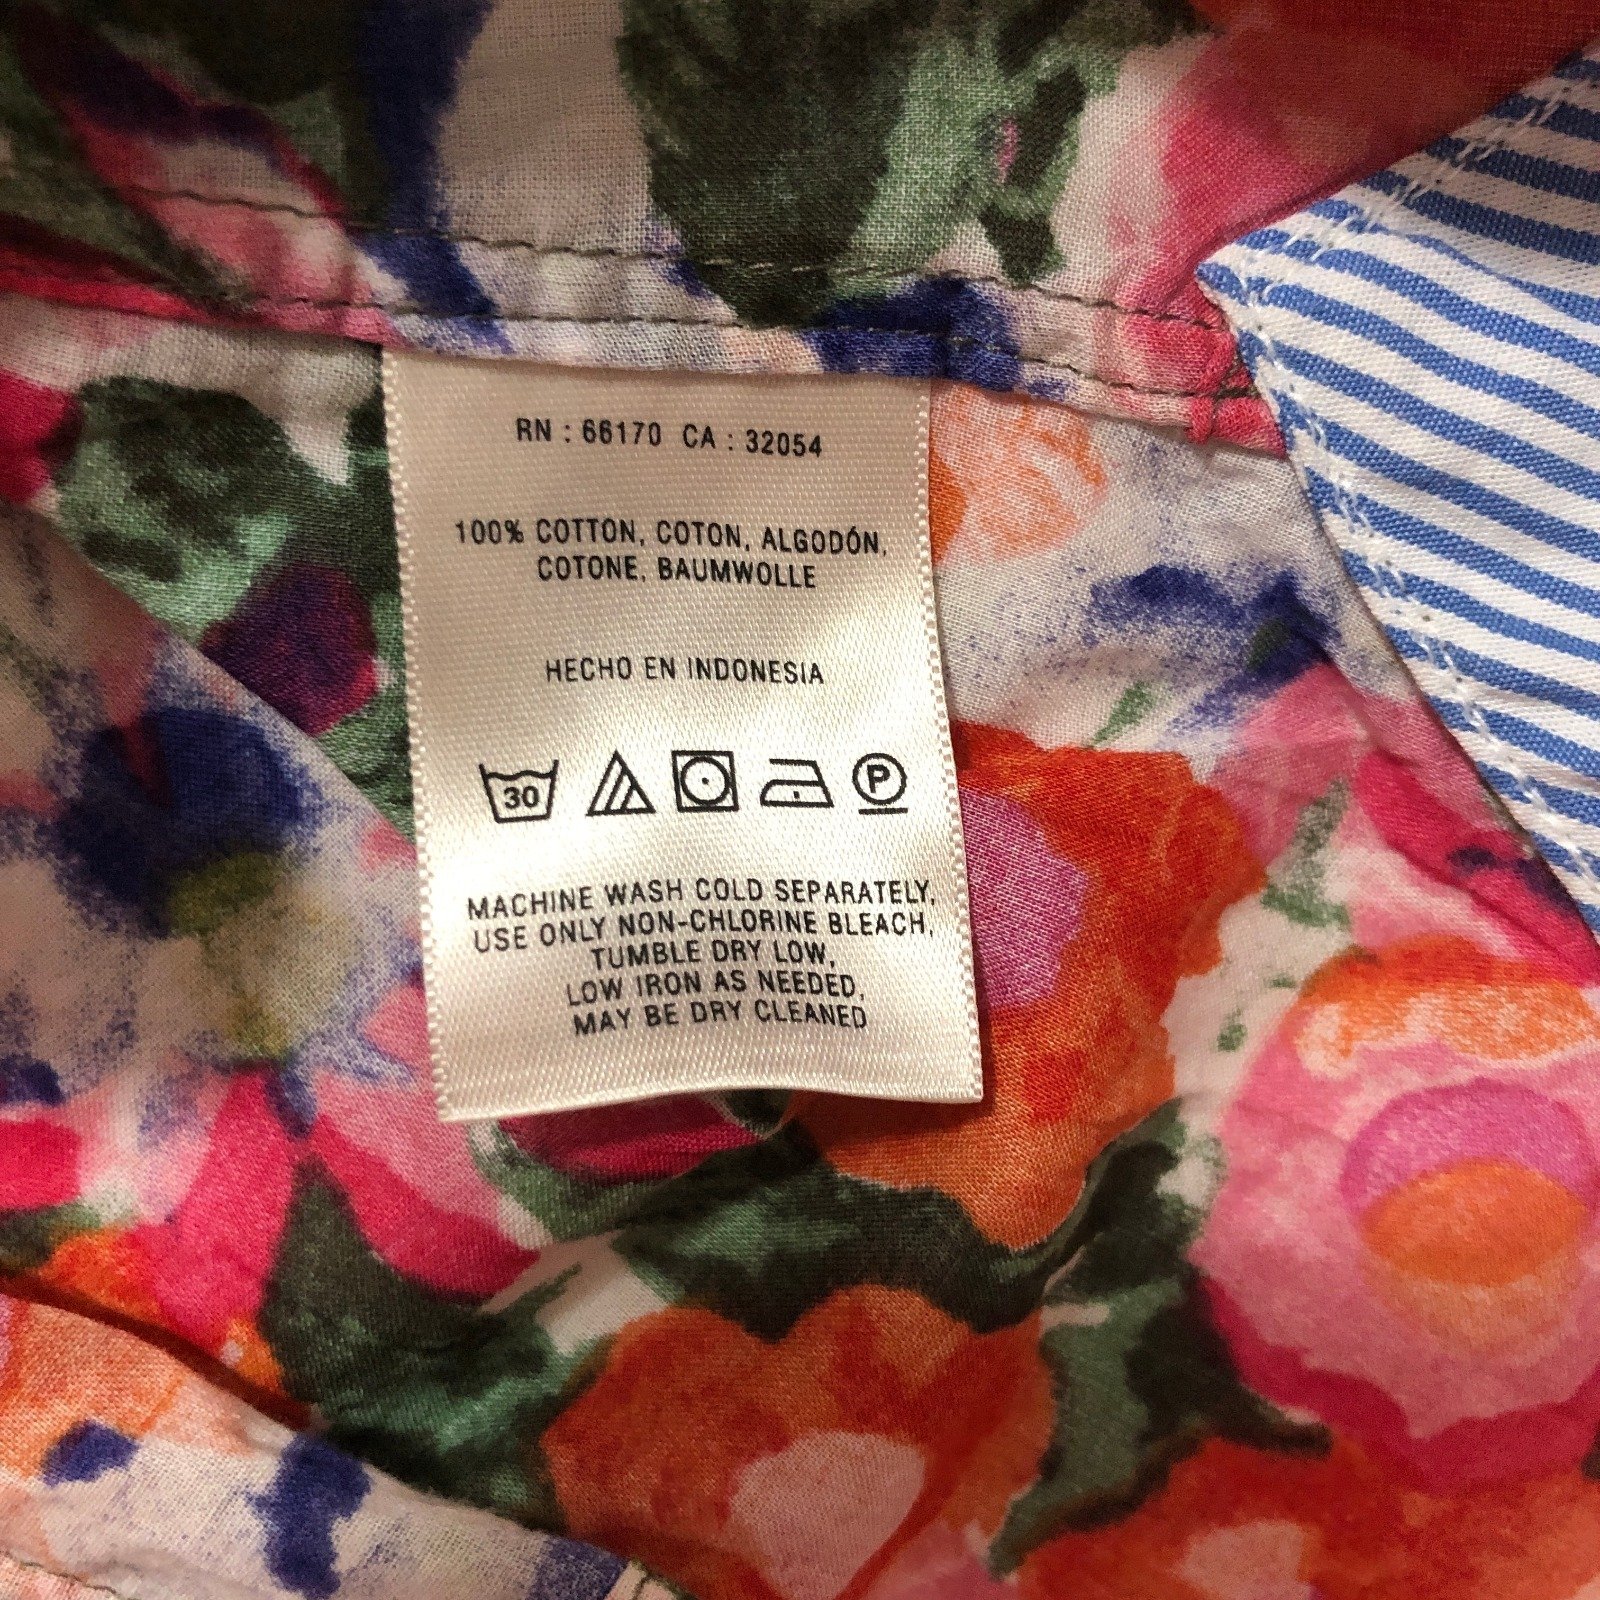 RN : 66170 CA : 32054
100% COTTON, COTON, ALGODÓN,
COTONE, BAUMWOLLE
HECHO EN INDONESIA
30 P
MACHINE WASH COLD SEPARATELY,
USE ONLY NON-CHLORINE BLEACH,
TUMBLE DRY LOW,
LOW IRON AS NEEDED,
MAY BE DRY CLEANED